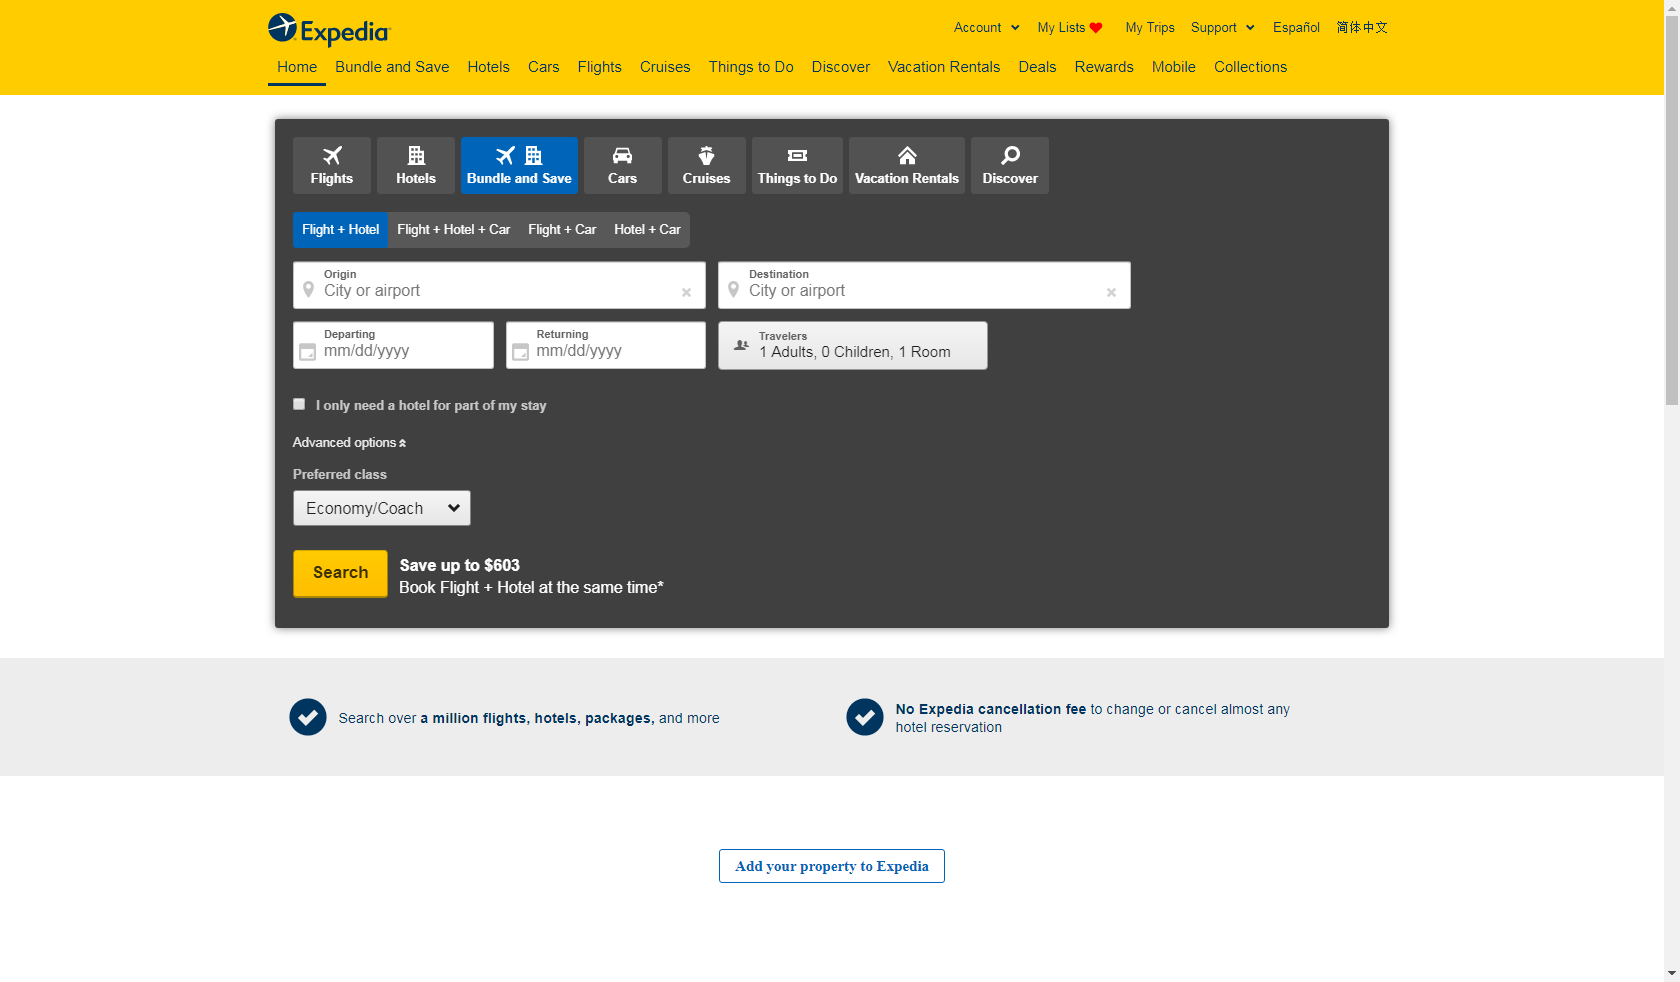 Expedia
Account
My Lists
My Trips
Support
Español
简体中文
Home
Bundle and Save
Hotels
Cars
Flights
Cruises
Things to Do
Discover
Vacation Rentals
Deals
Rewards
Mobile
Collections
Flights
Hotels
Bundle and Save
Cars
Cruises
Things to Do
Vacation Rentals
Discover
Flight + Hotel
Flight + Hotel + Car
Flight + Car
Hotel + Car
Origin
City or airport
Destination
City or airport
Departing
mm/dd/yyyy
Returning
mm/dd/yyyy
Travelers
1 Adults, 0 Children, 1 Room
I only need a hotel for part of my stay
Advanced options
Preferred class
Economy/Coach
Search
Save up to $603
Book Flight + Hotel at the same time*
Search over a million flights, hotels, packages, and more
No Expedia cancellation fee to change or cancel almost any
hotel reservation
Add your property to Expedia